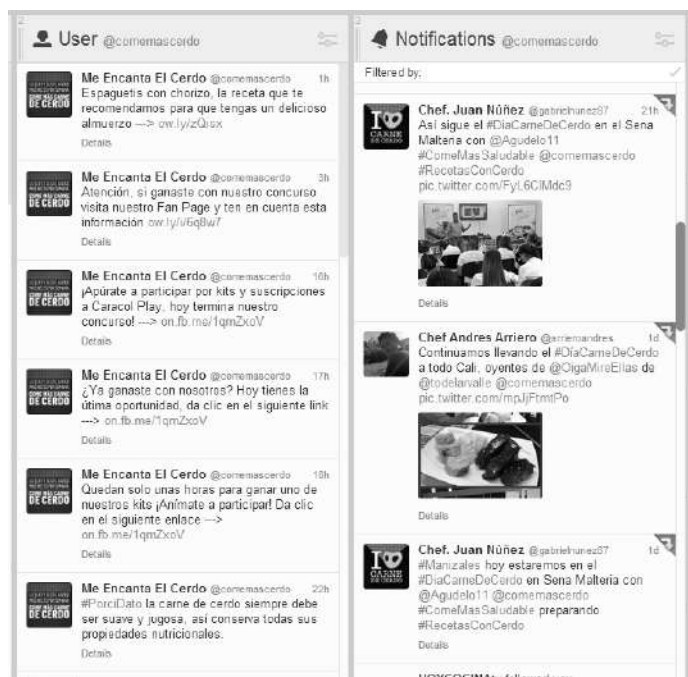 2
User @comemascerdo
Me Encanta El Cerdo @comemascerdo 1h
Espaguetis con chorizo, la receta que te
recomendamos para que tengas un delicioso
almuerzo --->
Details
Me Encanta El Cerdo @comemascerdo 3h
Atención, si ganaste con nuestro concurso
visita nuestro Fan Page y ten en cuenta esta
información ow.ly/i/6q8w7
Details
Me Encanta El Cerdo @comemascerdo 16h
¡Apúrate a participar por kits y suscripciones
a Caracol Play, hoy termina nuestro
concurso! ---> on.fb.me/1qmZxoV
Details
Me Encanta El Cerdo @comemascerdo 17h
¿Ya ganaste con nosotros? Hoy tienes la
útima oportunidad, da clic en el siguiente link
---> on.fb.me/1qmZxoV
Details
Me Encanta El Cerdo @comemascerdo 18h
Quedan solo unas horas para ganar uno de
nuestros kits ¡Anímate a participar! Da clic
en el siguiente enlace --->
on.fb.me/1qmZxoV
Details
Me Encanta El Cerdo @comemascerdo 22h
#PorciDato la carne de cerdo siempre debe
ser suave y jugosa, así conserva todas sus
propiedades nutricionales.
Details
2
Notifications @comemascerdo
Filtered by:
Chef. Juan Núñez @gabrielnunez87 21h
Así sigue el #DiaCarneDeCerdo en el Sena
Malteria con @Agudelo11
#ComeMasSaludable @comemascerdo
#RecetasConCerdo
pic.twitter.com/FyL6CIMdc9
Details
Chef Andres Arriero @arrieroandres 1d
Continuamos llevando el #DíaCarneDeCerdo
a todo Cali, oyentes de @OigaMireEllas de
@todelarvalle @comemascerdo
pic.twitter.com/mpJjFtmtPo
Details
Chef. Juan Núñez @gabrielnunez87 1d
#Manizales hoy estaremos en el
#DiaCarneDeCerdo en Sena Malteria con
@Agudelo11 @comemascerdo
#ComeMasSaludable preparando
#RecetasConCerdo
Details